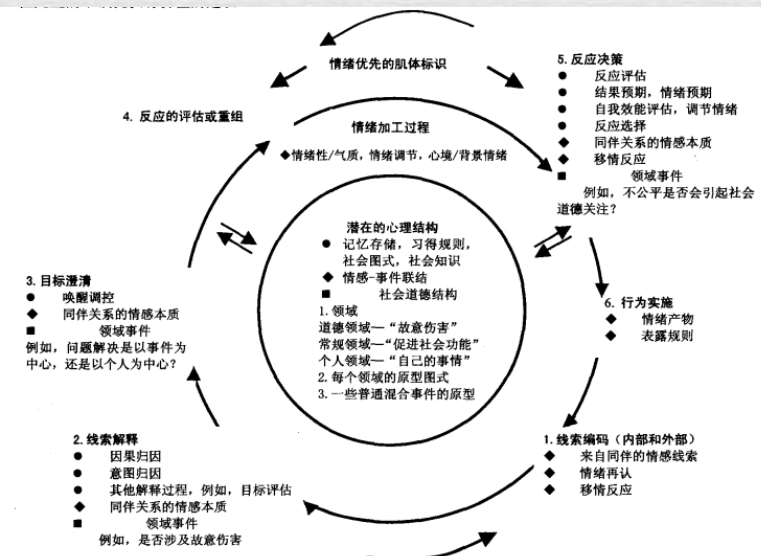 情绪优先的肌体标识
4. 反应的评估或重组
情绪加工过程
◆情绪性/气质，情绪调节，心境/背景情绪
5. 反应决策
● 反应评估
● 结果预期，情绪预期
● 自我效能评估，调节情绪
● 反应选择
◆ 同伴关系的情感本质
◆ 移情反应
■ 领域事件
例如，不公平是否会引起社会
道德关注？
潜在的心理结构
● 记忆存储，习得规则，
社会图式，社会知识
◆ 情感-事件联结
■ 社会道德结构
1.领域
道德领域—“故意伤害”
常规领域—“促进社会功能”
个人领域—“自己的事情”
2.每个领域的原型图式
3.一些普通混合事件的原型
3.目标澄清
● 唤醒调控
◆ 同伴关系的情感本质
■ 领域事件
例如，问题解决是以事件为
中心，还是以个人为中心？
6. 行为实施
◆ 情绪产物
◆ 表露规则
2.线索解释
● 因果归因
● 意图归因
● 其他解释过程，例如，目标评估
◆ 同伴关系的情感本质
■ 领域事件
例如，是否涉及故意伤害
1.线索编码（内部和外部）
◆ 来自同伴的情感线索
◆ 情绪再认
◆ 移情反应